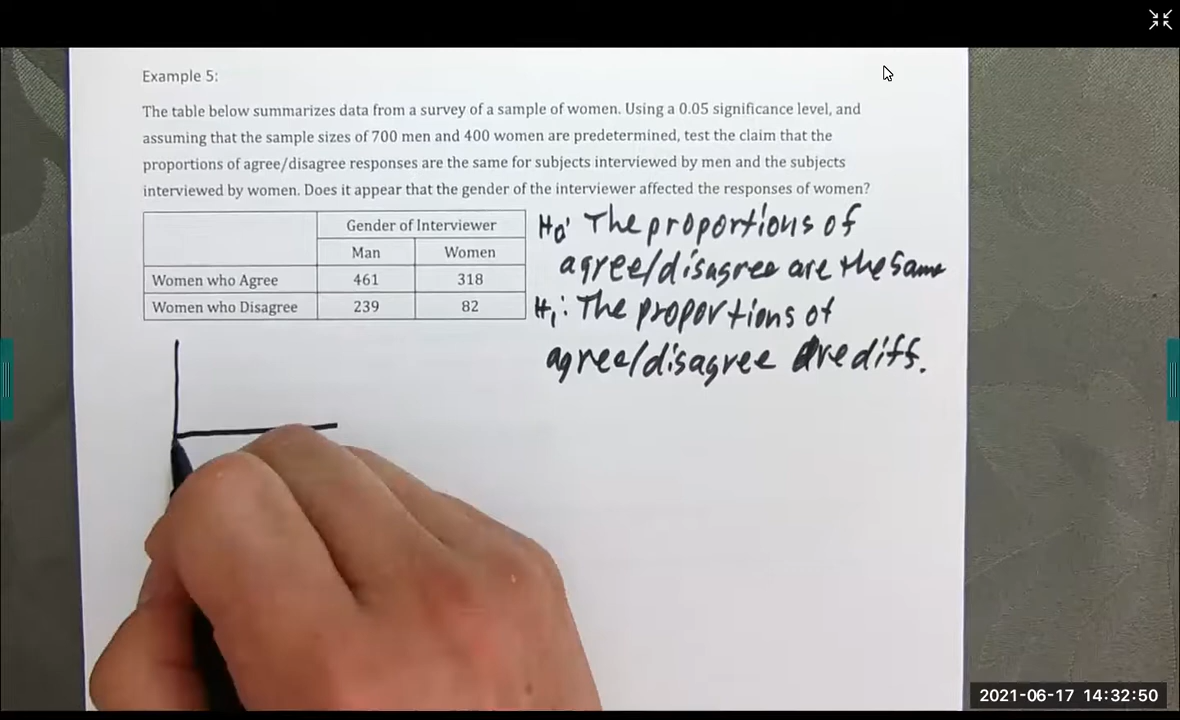 Example 5:
The table below summarizes data from a survey of a sample of women. Using a 0.05 significance level, and
assuming that the sample sizes of 700 men and 400 women are predetermined, test the claim that the
proportions of agree/disagree responses are the same for subjects interviewed by men and the subjects
interviewed by women. Does it appear that the gender of the interviewer affected the responses of women?
Gender of Interviewer
Man Women
Women who Agree 461 318
Women who Disagree 239 82
H0: The proportions of
agree/disagree are the same
H1: The proportions of
agree/disagree are diff.
2021-06-17 14:32:50